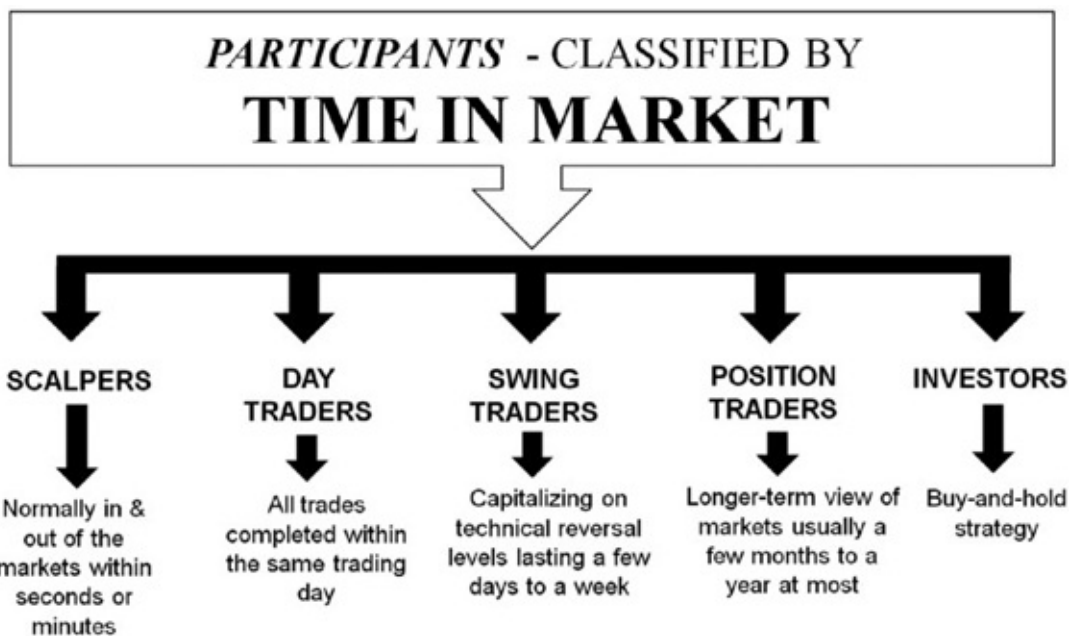 PARTICIPANTS - CLASSIFIED BY
TIME IN MARKET
SCALPERS
Normally in &
out of the
markets within
seconds or
minutes
DAY
TRADERS
All trades
completed within
the same trading
day
SWING
TRADERS
Capitalizing on
technical reversal
levels lasting a few
days to a week
POSITION
TRADERS
Longer-term view of
markets usually a
few months to a
year at most
INVESTORS
Buy-and-hold
strategy